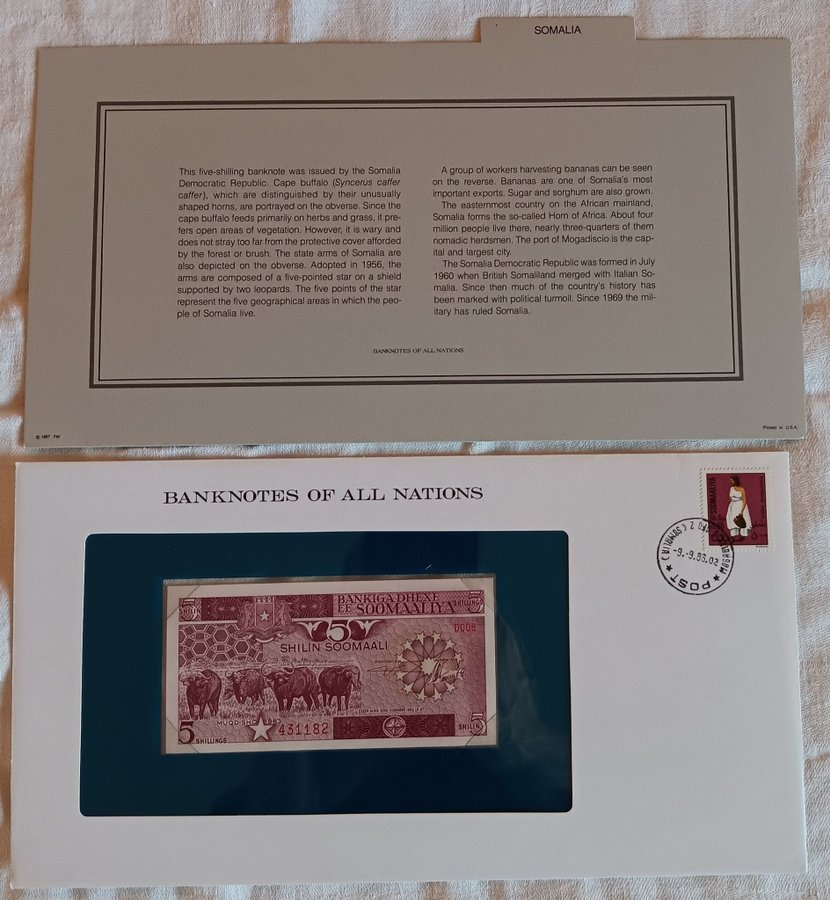 SOMALIA
This five-shilling banknote was issued by the Somalia
Democratic Republic. Cape buffalo (Syncerus caffer
caffer), which are distinguished by their unusually
shaped horns, are portrayed on the obverse. Since the
cape buffalo feeds primarily on herbs and grass, it pre-
fers open areas of vegetation. However, it is wary and
does not stray too far from the protective cover afforded
by the forest or brush. The state arms of Somalia are
also depicted on the obverse. Adopted in 1956, the
arms are composed of a five-pointed star on a shield
supported by two leopards. The five points of the star
represent the five geographical areas in which the peo-
ple of Somalia live.
A group of workers harvesting bananas can be seen
on the reverse. Bananas are one of Somalia's most
important exports. Sugar and sorghum are also grown.
The easternmost country on the African mainland,
Somalia forms the so-called Horn of Africa. About four
million people live there, nearly three-quarters of them
nomadic herdsmen. The port of Mogadiscio is the cap-
ital and largest city.
The Somalia Democratic Republic was formed in July
1960 when British Somaliland merged with Italian So-
malia. Since then much of the country's history has
been marked with political turmoil. Since 1969 the mil-
itary has ruled Somalia.
BANKNOTES OF ALL NATIONS
© 1987 FM
Printed in U.S.A.
BANKNOTES OF ALL NATIONS
POST
5 SHILIN
BANKIGA DHEXE
EE SOOMAALIYA
5 SHILLINGS
5
D008
SHILIN SOOMAALI
MUQDISHO 1983
431182
5 SHILLINGS
5 SHILIN